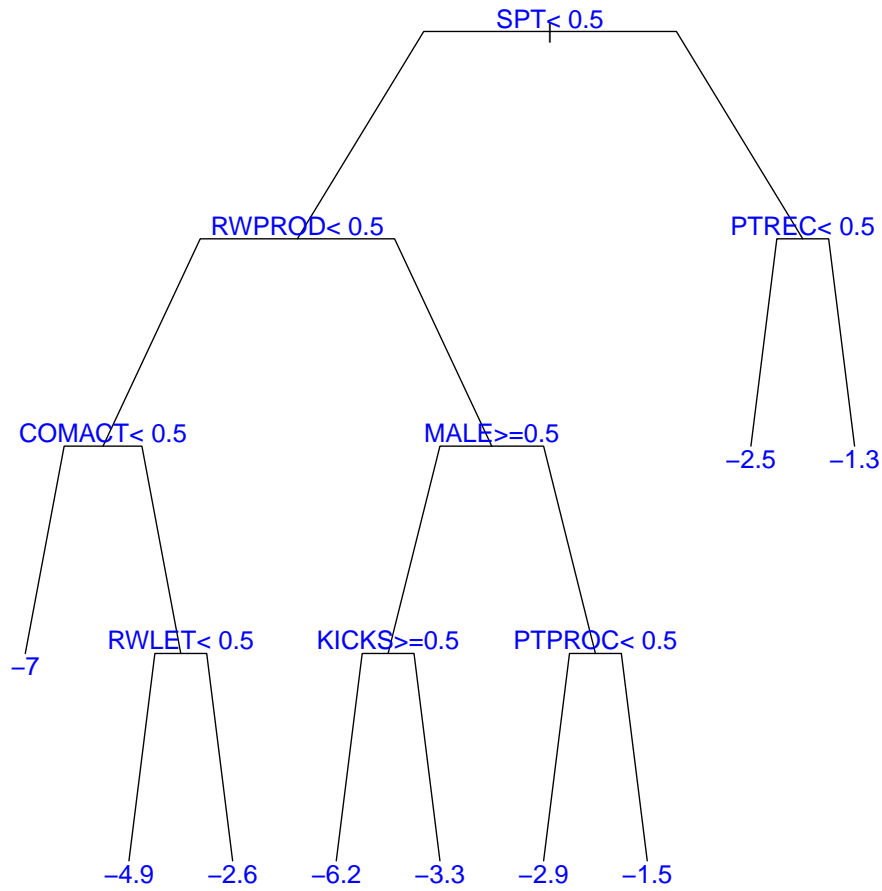 SPT< 0.5
RWPROD< 0.5
PTREC< 0.5
COMACT< 0.5
MALE>=0.5
−2.5
−1.3
RWLET< 0.5
KICKS>=0.5
PTPROC< 0.5
−7
−4.9
−2.6
−6.2
−3.3
−2.9
−1.5